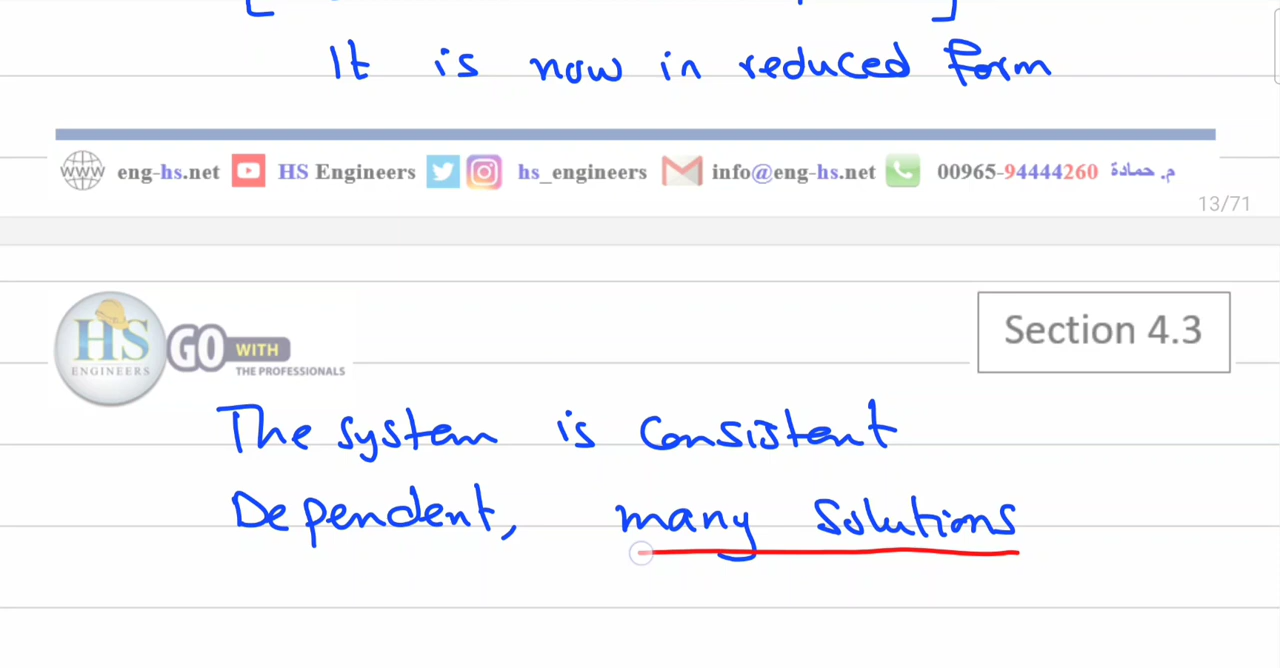 It is now in reduced form
www eng-hs.net HS Engineers hs_engineers info@eng-hs.net 00965-94444260 م. حمادة
13/71
HS ENGINEERS GO WITH THE PROFESSIONALS
Section 4.3
The system is consistent
Dependent, many solutions